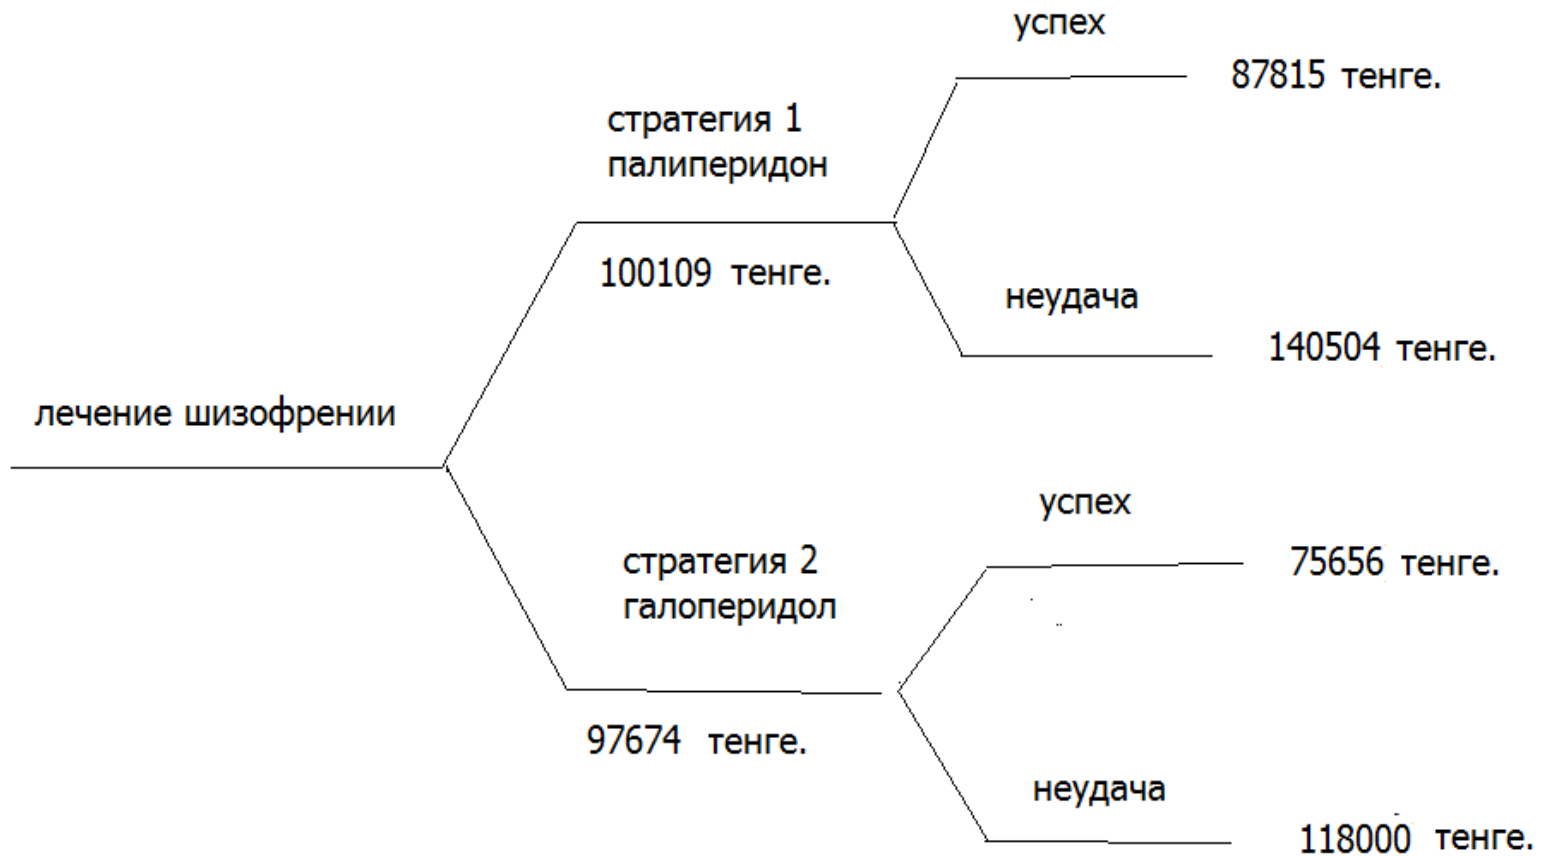 успех
87815 тенге.
стратегия 1
палиперидон
100109 тенге.
неудача
140504 тенге.
лечение шизофрении
успех
75656 тенге.
стратегия 2
галоперидол
97674 тенге.
неудача
118000 тенге.